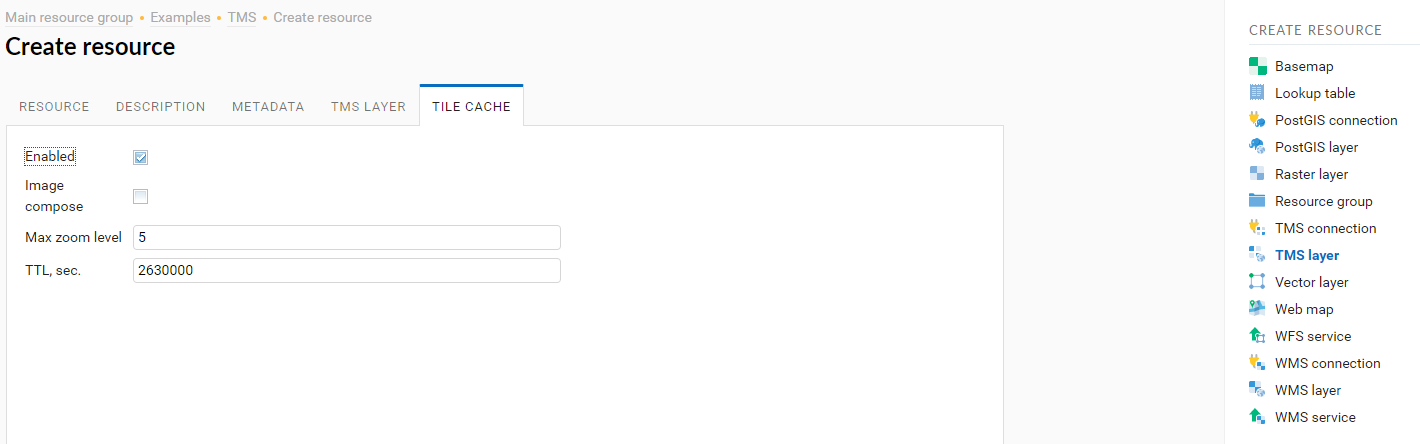 Main resource group • Examples • TMS • Create resource
Create resource
RESOURCE DESCRIPTION METADATA TMS LAYER TILE CACHE
Enabled
Image
compose
Max zoom level 5
TTL, sec. 2630000
CREATE RESOURCE
Basemap
Lookup table
PostGIS connection
PostGIS layer
Raster layer
Resource group
TMS connection
TMS layer
Vector layer
Web map
WFS service
WMS connection
WMS layer
WMS service